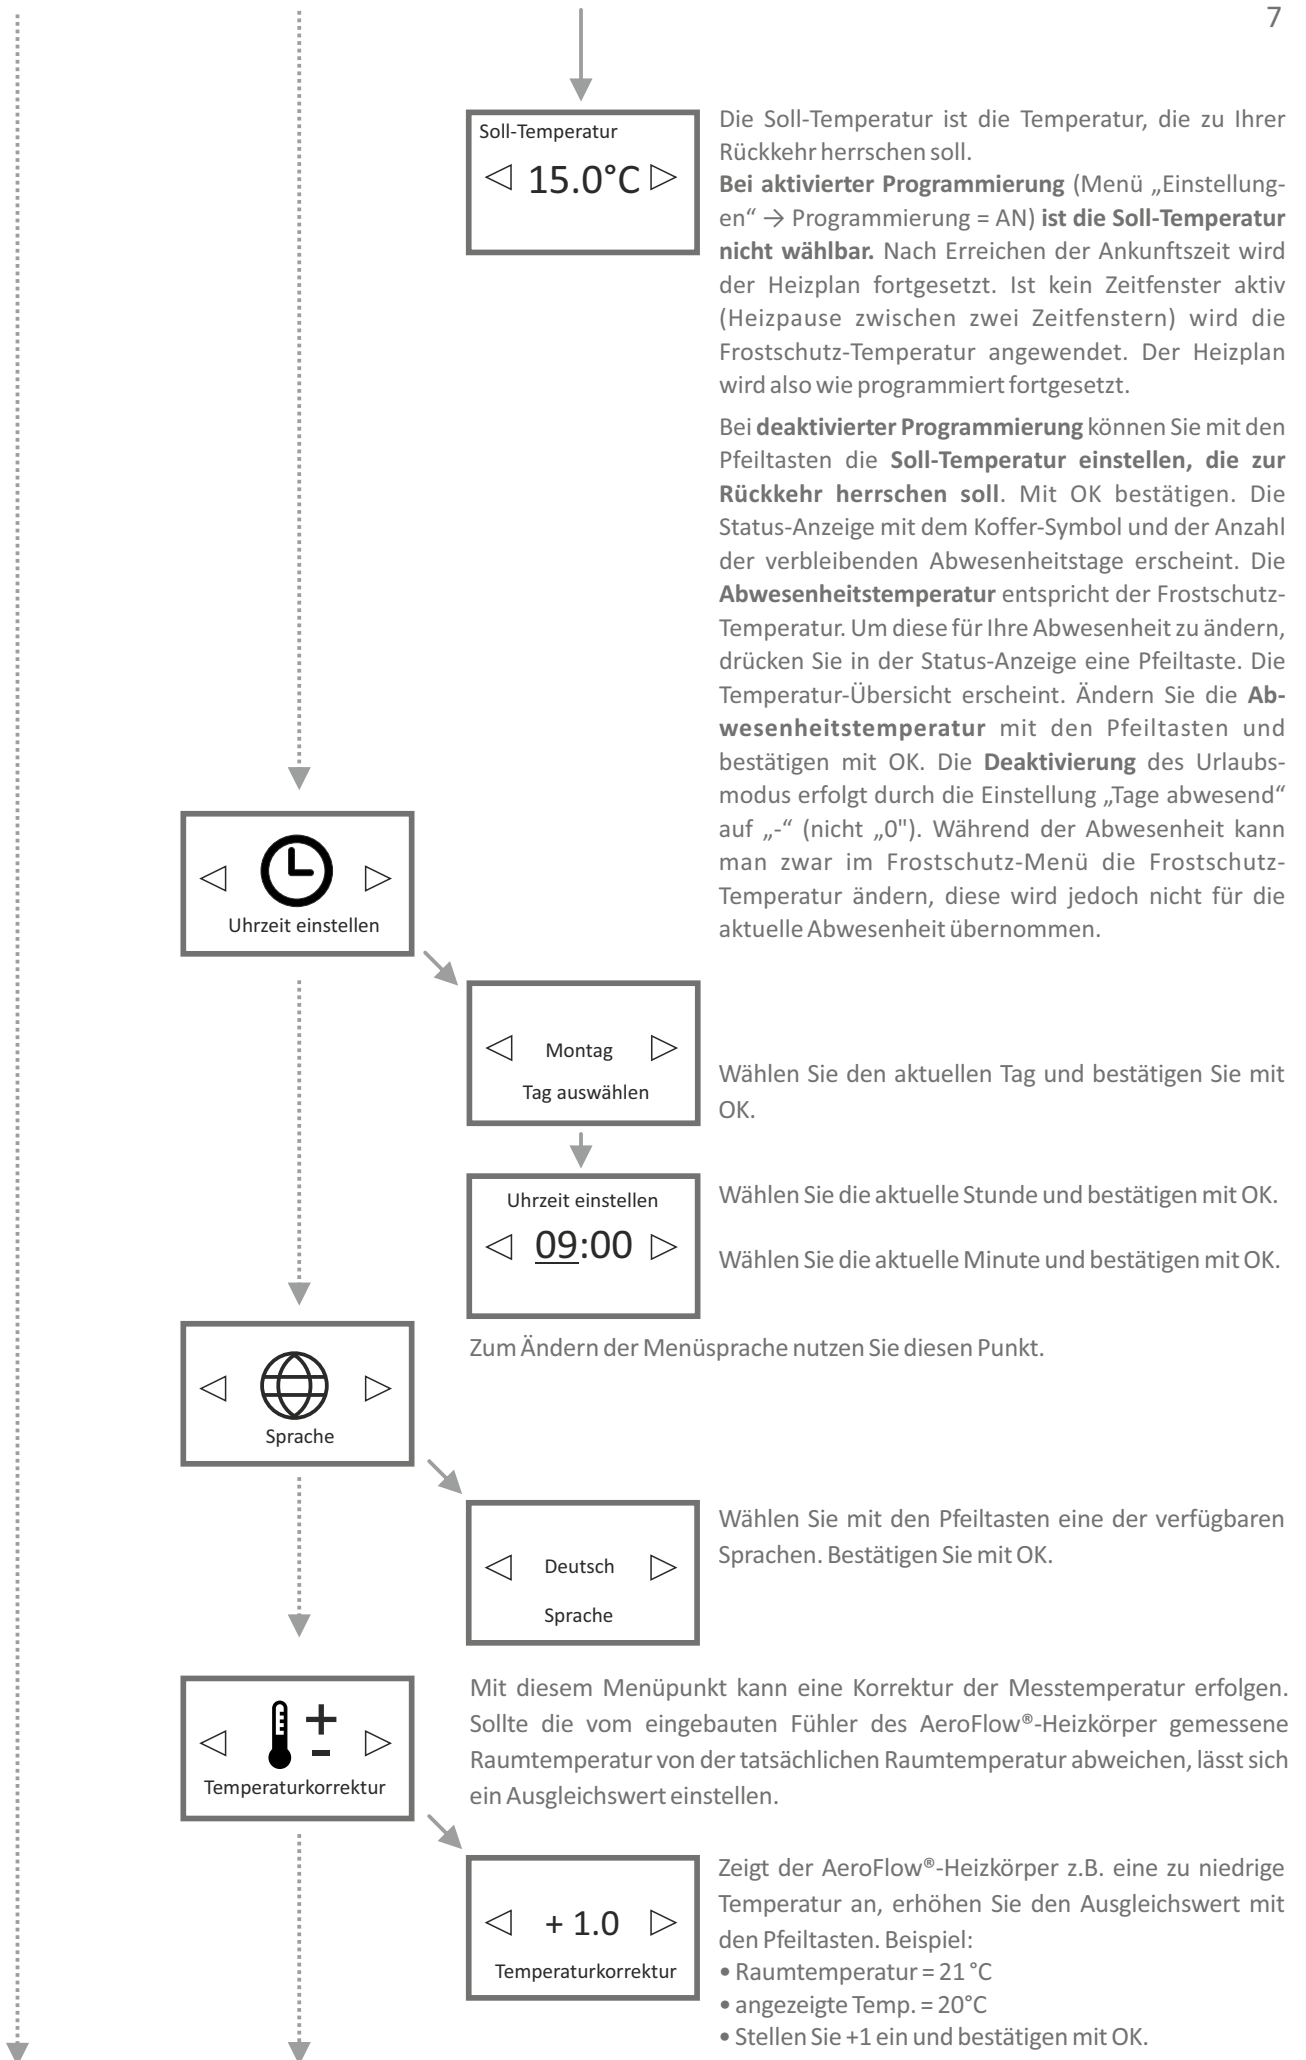 7
Soll-Temperatur
◁ 15.0°C ▷
Die Soll-Temperatur ist die Temperatur, die zu Ihrer
Rückkehr herrschen soll.
Bei aktivierter Programmierung (Menü „Einstellung-
en“ → Programmierung = AN) ist die Soll-Temperatur
nicht wählbar. Nach Erreichen der Ankunftszeit wird
der Heizplan fortgesetzt. Ist kein Zeitfenster aktiv
(Heizpause zwischen zwei Zeitfenstern) wird die
Frostschutz-Temperatur angewendet. Der Heizplan
wird also wie programmiert fortgesetzt.
Bei deaktivierter Programmierung können Sie mit den
Pfeiltasten die Soll-Temperatur einstellen, die zur
Rückkehr herrschen soll. Mit OK bestätigen. Die
Status-Anzeige mit dem Koffer-Symbol und der Anzahl
der verbleibenden Abwesenheitstage erscheint. Die
Abwesenheitstemperatur entspricht der Frostschutz-
Temperatur. Um diese für Ihre Abwesenheit zu ändern,
drücken Sie in der Status-Anzeige eine Pfeiltaste. Die
Temperatur-Übersicht erscheint. Ändern Sie die Ab-
wesenheitstemperatur mit den Pfeiltasten und
bestätigen mit OK. Die Deaktivierung des Urlaubs-
modus erfolgt durch die Einstellung „Tage abwesend“
auf „-“ (nicht „0"). Während der Abwesenheit kann
man zwar im Frostschutz-Menü die Frostschutz-
Temperatur ändern, diese wird jedoch nicht für die
aktuelle Abwesenheit übernommen.
Uhrzeit einstellen
◁ Montag ▷
Tag auswählen
Wählen Sie den aktuellen Tag und bestätigen Sie mit
OK.
Uhrzeit einstellen
◁ 09:00 ▷
Wählen Sie die aktuelle Stunde und bestätigen mit OK.
Wählen Sie die aktuelle Minute und bestätigen mit OK.
Sprache
Zum Ändern der Menüsprache nutzen Sie diesen Punkt.
◁ Deutsch ▷
Sprache
Wählen Sie mit den Pfeiltasten eine der verfügbaren
Sprachen. Bestätigen Sie mit OK.
+
-
Temperaturkorrektur
Mit diesem Menüpunkt kann eine Korrektur der Messtemperatur erfolgen.
Sollte die vom eingebauten Fühler des AeroFlow®-Heizkörper gemessene
Raumtemperatur von der tatsächlichen Raumtemperatur abweichen, lässt sich
ein Ausgleichswert einstellen.
◁ + 1.0 ▷
Temperaturkorrektur
Zeigt der AeroFlow®-Heizkörper z.B. eine zu niedrige
Temperatur an, erhöhen Sie den Ausgleichswert mit
den Pfeiltasten. Beispiel:
• Raumtemperatur = 21 °C
• angezeigte Temp. = 20°C
• Stellen Sie +1 ein und bestätigen mit OK.